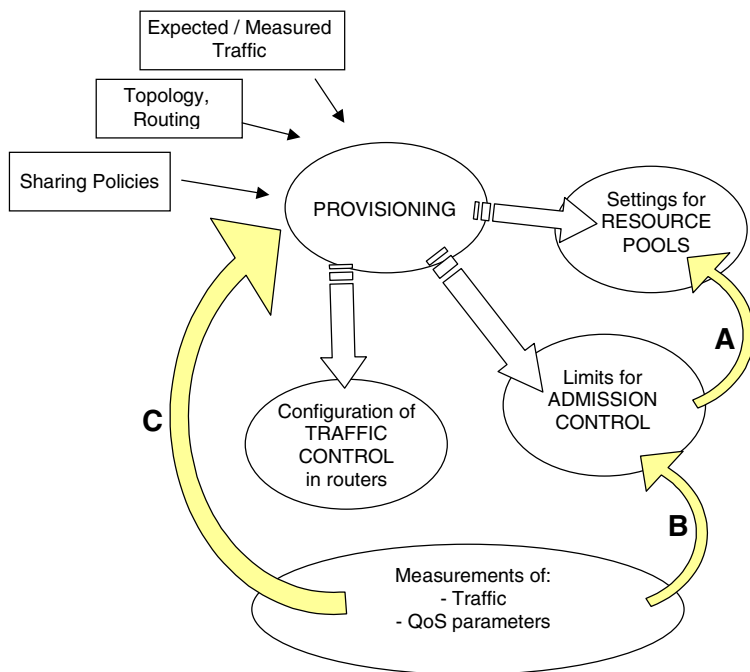 Expected / Measured
Traffic
Topology,
Routing
Sharing Policies
PROVISIONING
Settings for
RESOURCE
POOLS
A
Limits for
ADMISSION
CONTROL
C
Configuration of
TRAFFIC
CONTROL
in routers
B
Measurements of:
- Traffic
- QoS parameters